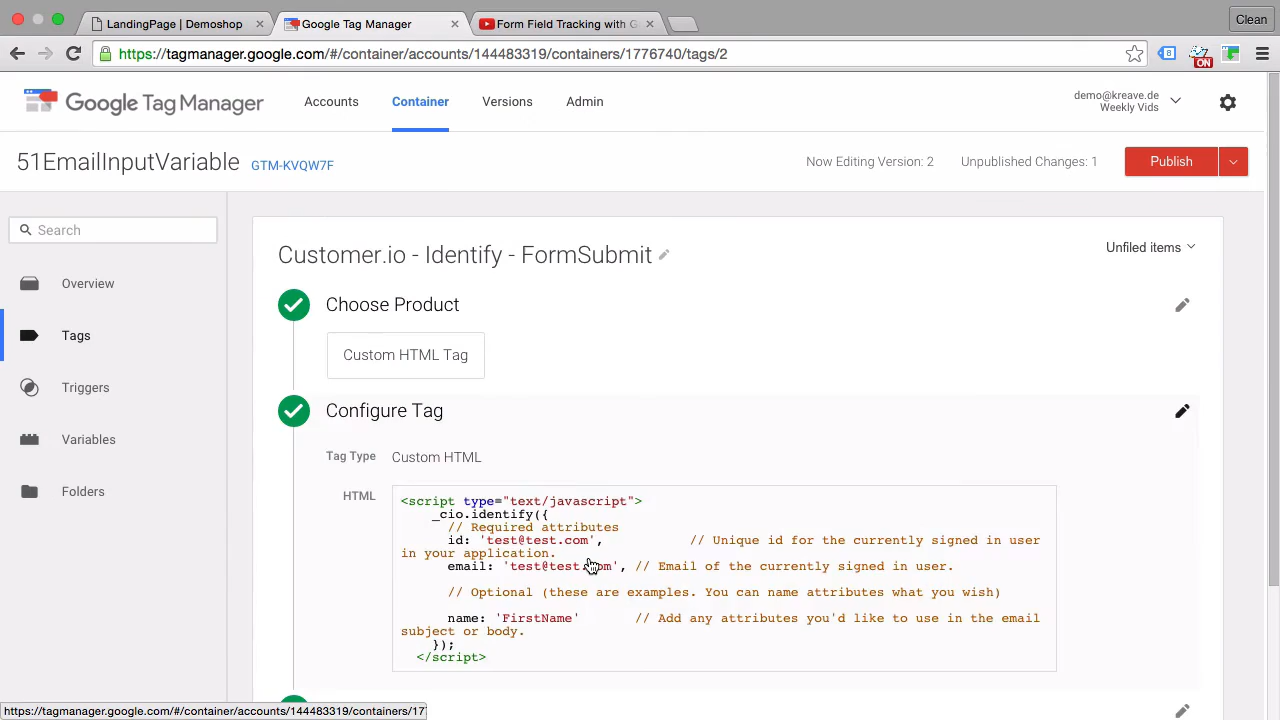 LandingPage | Demoshop
Google Tag Manager
Form Field Tracking with G
Clean
https://tagmanager.google.com/#/container/accounts/144483319/containers/1776740/tags/2
8
ON
Google Tag Manager
Accounts
Container
Versions
Admin
demo@kreave.de
Weekly Vids
51EmailInputVariable
GTM-KVQW7F
Now Editing Version: 2
Unpublished Changes: 1
Publish
Search
Overview
Tags
Triggers
Variables
Folders
Customer.io - Identify - FormSubmit
Unfiled items
Choose Product
Custom HTML Tag
Configure Tag
Tag Type
Custom HTML
HTML
<script type="text/javascript">
_cio.identify({
// Required attributes
id: 'test@test.com', // Unique id for the currently signed in user
in your application.
email: 'test@test.com', // Email of the currently signed in user.
// Optional (these are examples. You can name attributes what you wish)
name: 'FirstName' // Add any attributes you'd like to use in the email
subject or body.
});
</script>
https://tagmanager.google.com/#/container/accounts/144483319/containers/177